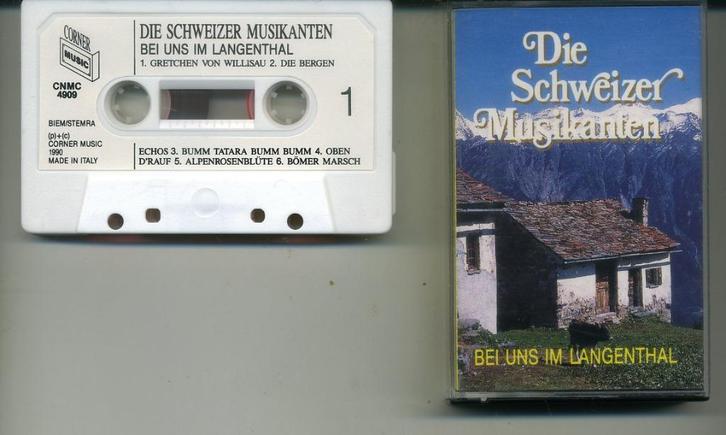 CORNER
MUSIC
CNMC
4909
DIE SCHWEIZER MUSIKANTEN
BEI UNS IM LANGENTHAL
1. GRETCHEN VON WILLISAU 2. DIE BERGEN
1
BIEM/STEMRA
(p)+(c)
CORNER MUSIC
1990
MADE IN ITALY
ECHOS 3. BUMM TATARA BUMM BUMM 4. OBEN
D'RAUF 5. ALPENROSENBLÜTE 6. BÖMER MARSCH
Die
Schweizer
Musikanten
BEI UNS IM LANGENTHAL